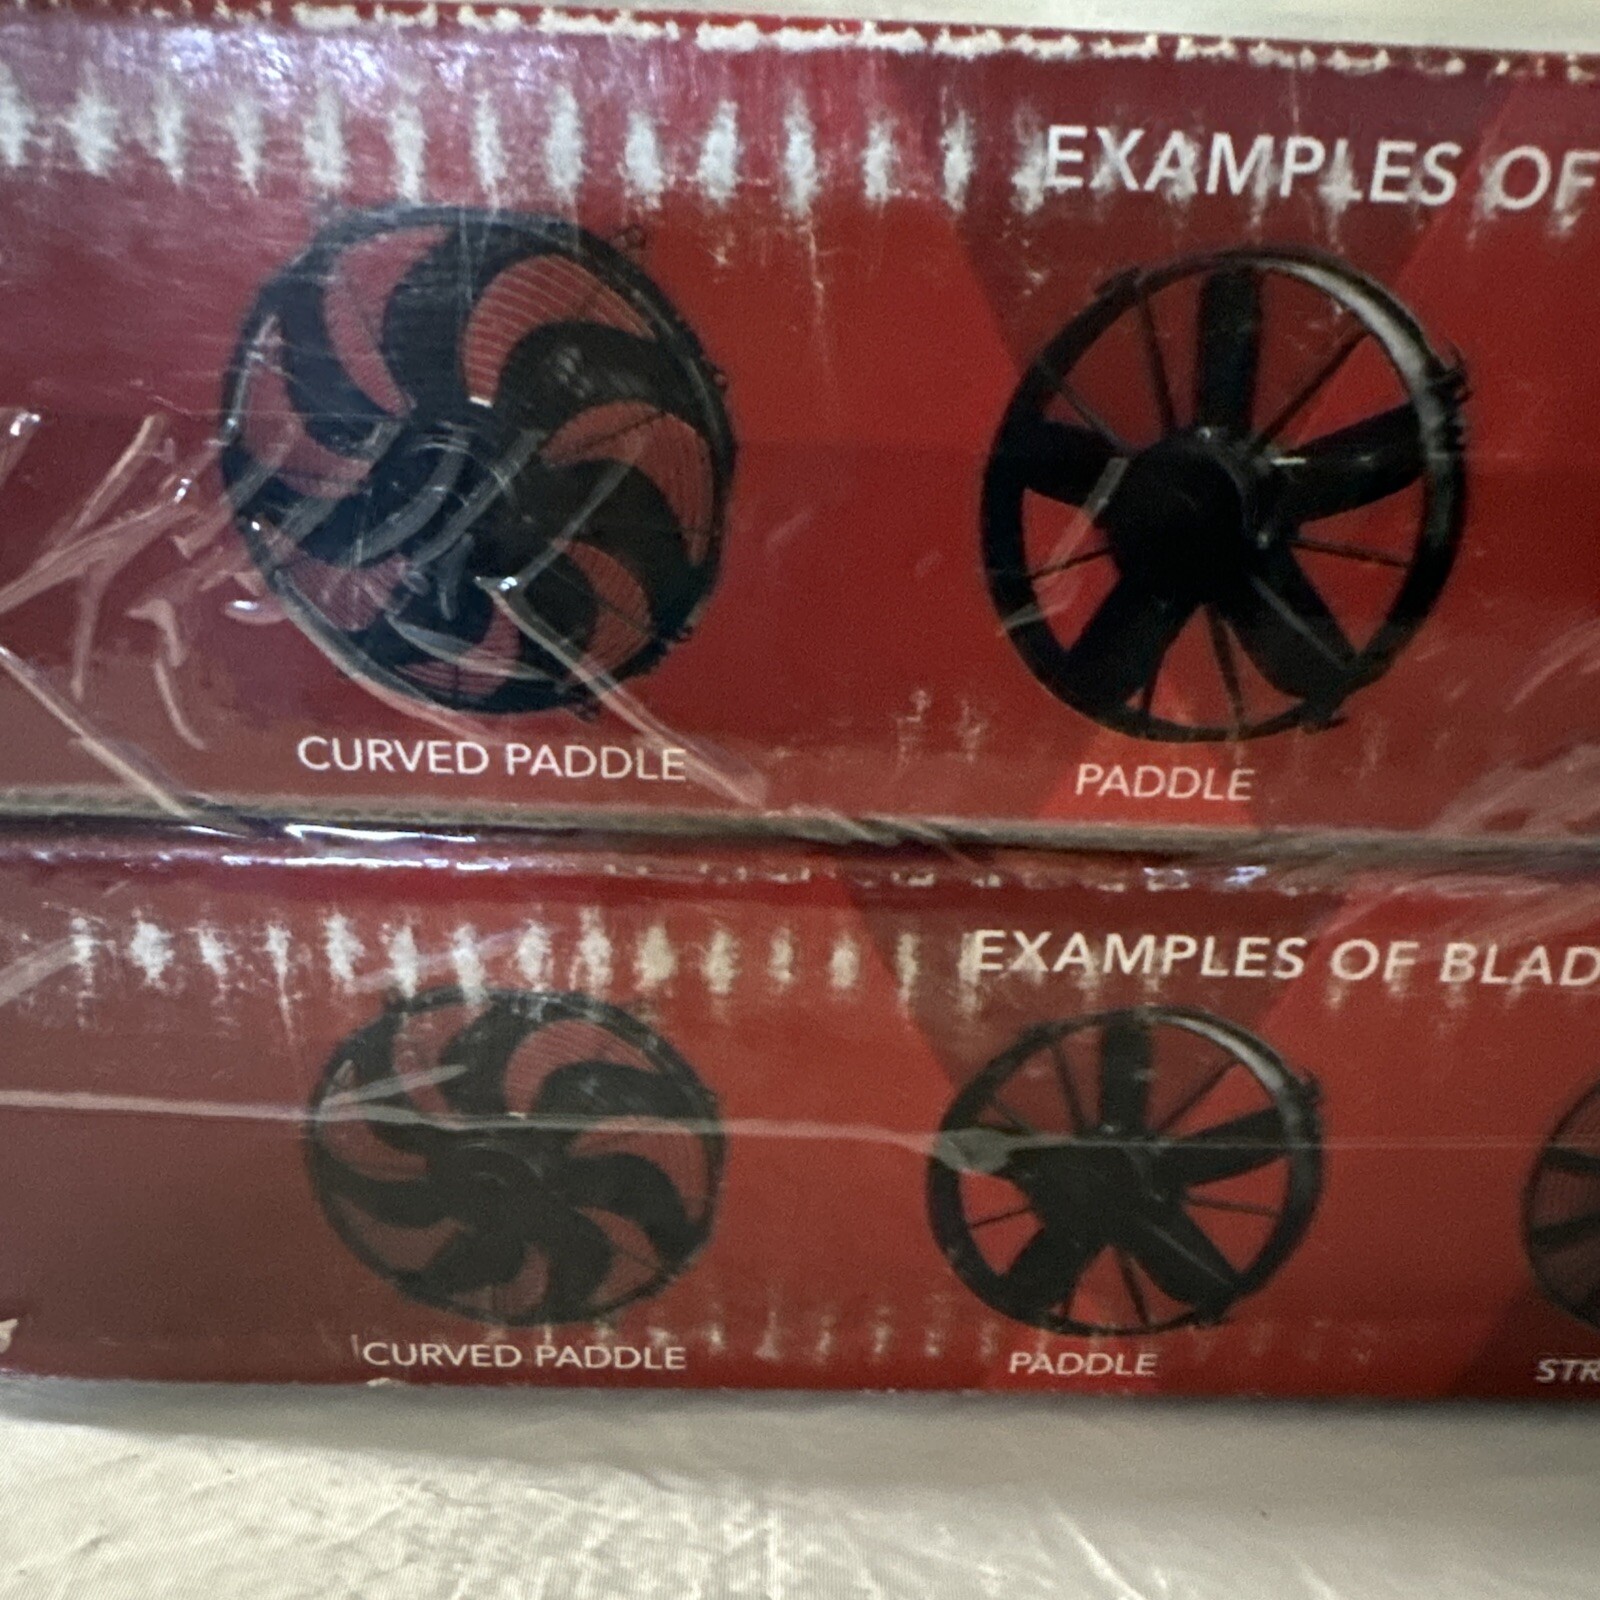 EXAMPLES OF
CURVED PADDLE
PADDLE
EXAMPLES OF BLAD
CURVED PADDLE
PADDLE
STR